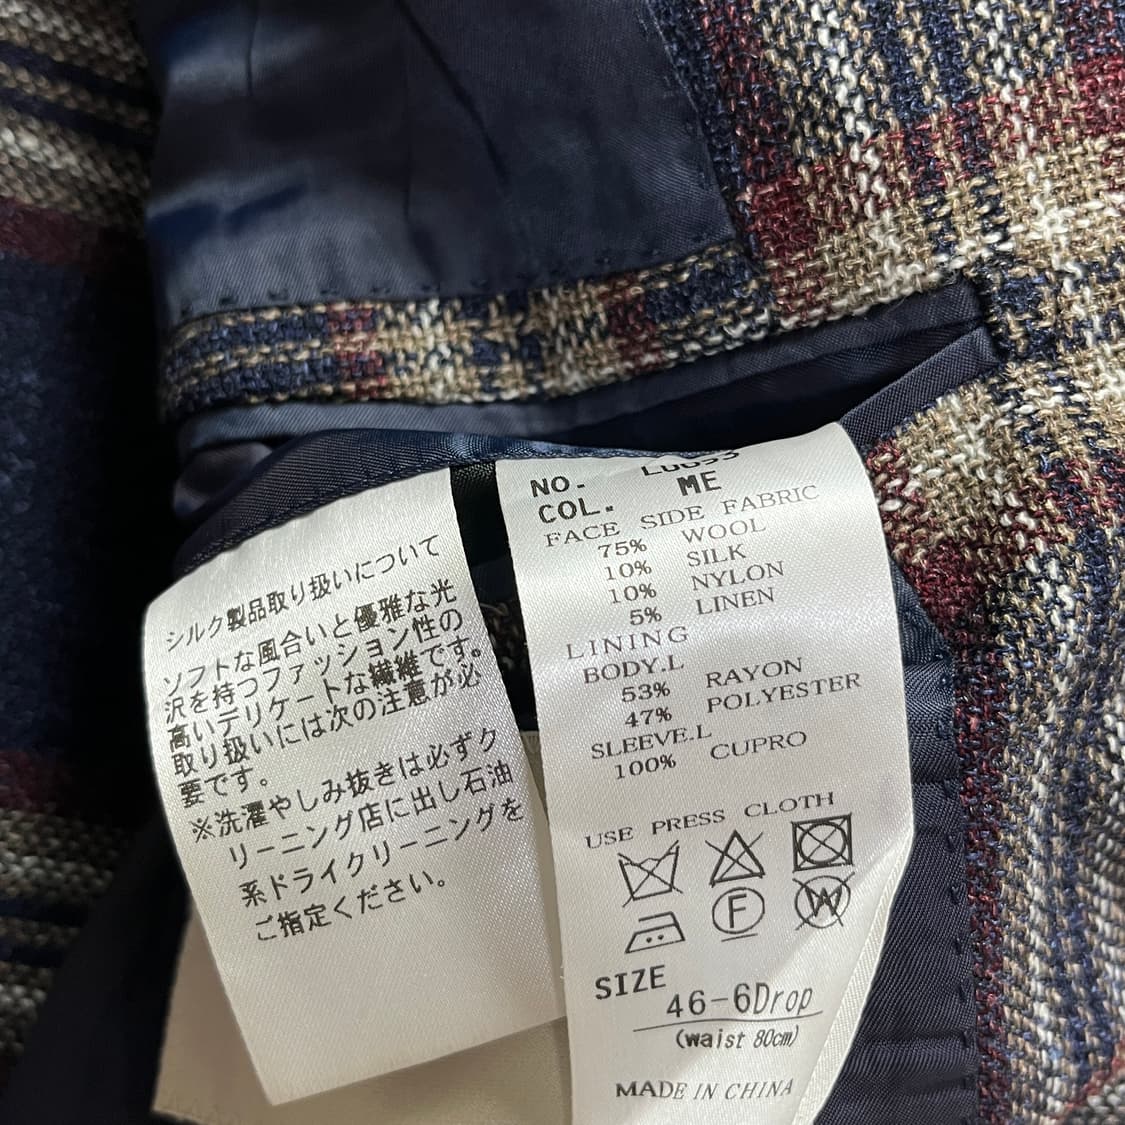 シルク製品取り扱いについて
ソフトな風合いと優雅な光
沢を持つファッション性の
高いデリケートな繊維です。
取り扱いには次の注意が必
要です。
※洗濯やしみ抜きは必ずク
リーニング店に出し石油
系ドライクリーニングを
ご指定ください。
NO.
COL. ME
FACE SIDE FABRIC
75% WOOL
10% SILK
10% NYLON
5% LINEN
LINING
BODY.L
53% RAYON
47% POLYESTER
SLEEVE.L
100% CUPRO
USE PRESS CLOTH
F
W
SIZE
46-6Drop
(waist 80cm)
MADE IN CHINA